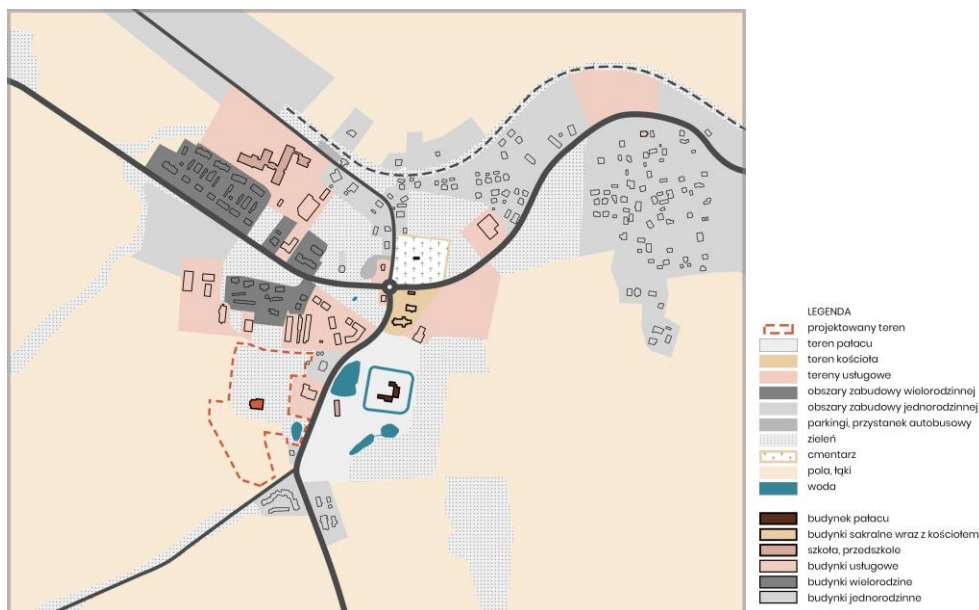 LEGENDA
projektowany teren
teren pałacu
teren kościoła
tereny usługowe
obszary zabudowy wielorodzinnej
obszary zabudowy jednorodzinnej
parkingi, przystanek autobusowy
zieleń
cmentarz
pola, łąki
woda
budynek pałacu
budynki sakralne wraz z kościołem
szkoła, przedszkole
budynki usługowe
budynki wielorodzine
budynki jednorodzinne